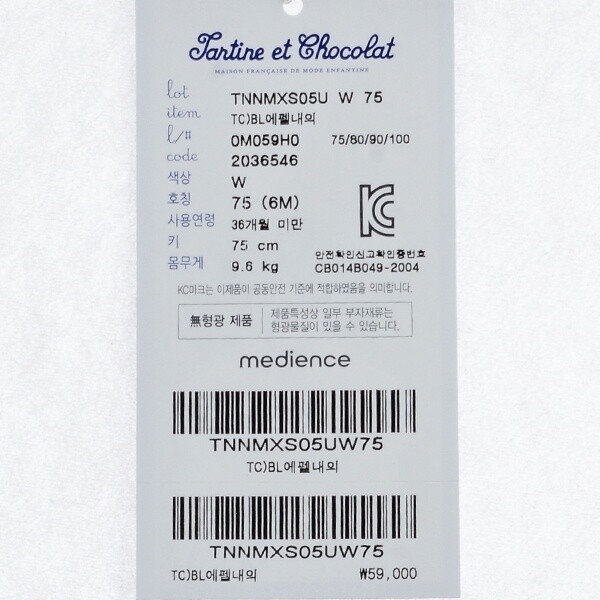 Tartine et Chocolat
MAISON FRANÇAISE DE MODE ENFANTINE
lot TNNMXS05U W 75
item TC)BL에펠내의
l/# 0M059H0 75/80/90/100
code 2036546
색상 W
호칭 75 (6M)
사용연령 36개월 미만
키 75 cm
몸무게 9.6 kg
안전확인신고확인증번호
CB014B049-2004
KC마크는 이제품이 공동안전 기준에 적합하였음을 의미합니다.
無형광 제품
제품특성상 일부 부자재류는
형광물질이 있을 수 있습니다.
medience
TNNMXS05UW75
TC)BL에펠내의
TNNMXS05UW75
TC)BL에펠내의 ₩59,000